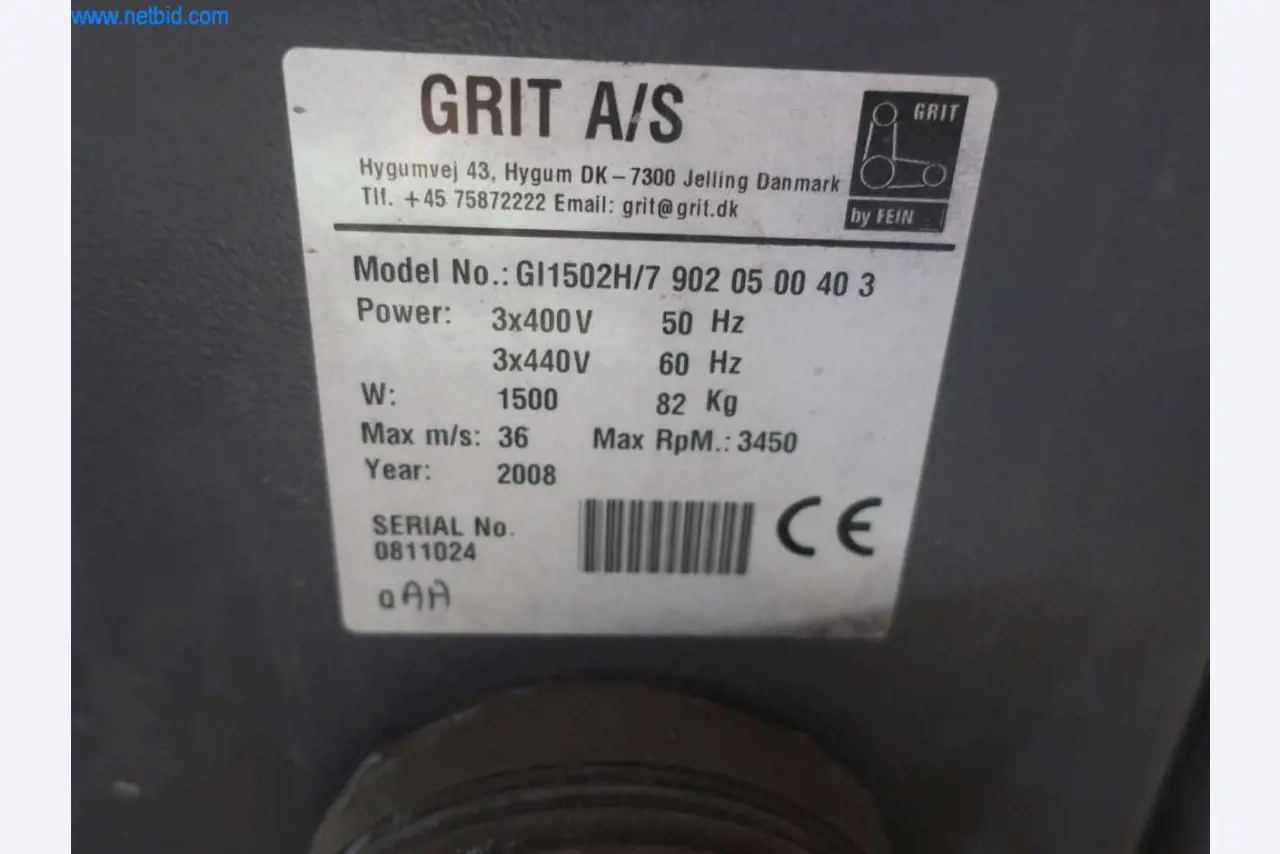 www.netbid.com
GRIT A/S
GRIT
Hygumvej 43, Hygum DK-7300 Jelling Danmark
Tlf. +45 75872222 Email: grit@grit.dk
by FEIN
Model No.: GI1502H/7 902 05 00 40 3
Power: 3x400V 50 Hz
3x440V 60 Hz
W: 1500 82 Kg
Max m/s: 36 Max RpM.: 3450
Year: 2008
SERIAL No.
0811024
CE